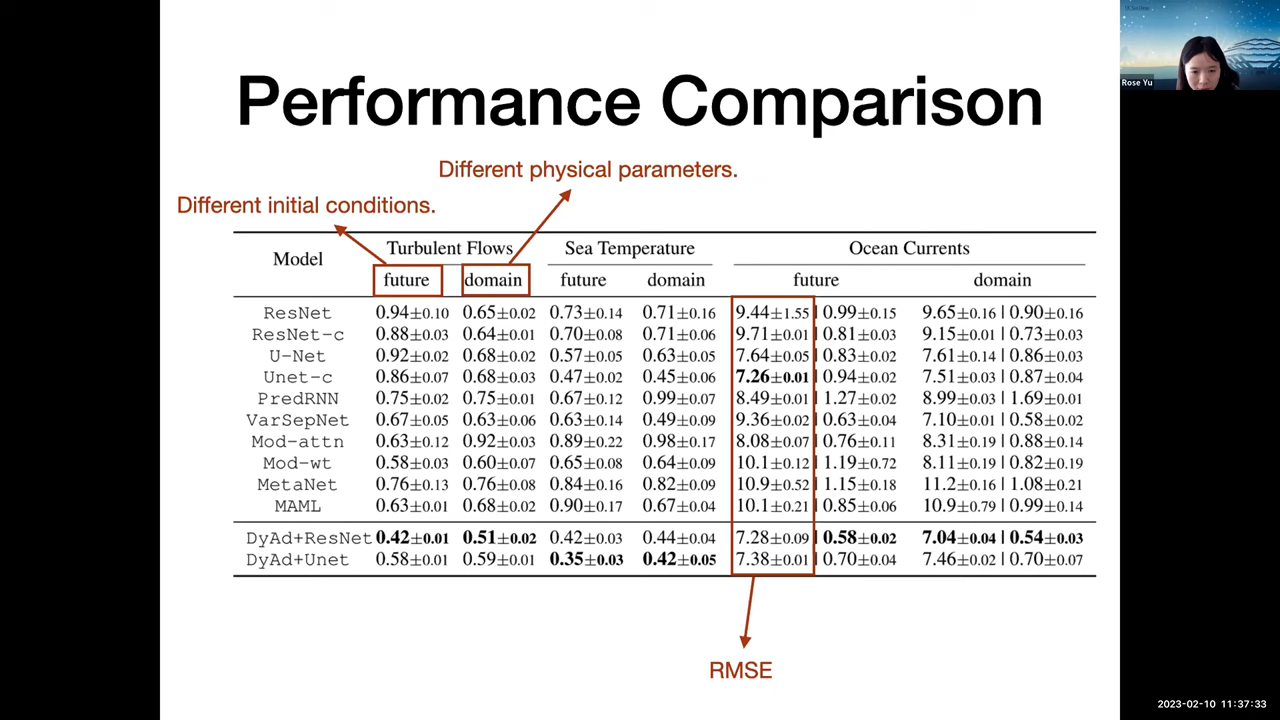 Performance Comparison
Rose Yu
Different physical parameters.
Different initial conditions.
Model Turbulent Flows Sea Temperature Ocean Currents
future domain future domain future domain
ResNet 0.94±0.10 0.65±0.02 0.73±0.14 0.71±0.16 9.44±1.55 | 0.99±0.15 9.65±0.16 | 0.90±0.16
ResNet-c 0.88±0.03 0.64±0.01 0.70±0.08 0.71±0.06 9.71±0.01 | 0.81±0.03 9.15±0.01 | 0.73±0.03
U-Net 0.92±0.02 0.68±0.02 0.57±0.05 0.63±0.05 7.64±0.05 | 0.83±0.02 7.61±0.14 | 0.86±0.03
Unet-c 0.86±0.07 0.68±0.03 0.47±0.02 0.45±0.06 7.26±0.01 | 0.94±0.02 7.51±0.03 | 0.87±0.04
PredRNN 0.75±0.02 0.75±0.01 0.67±0.12 0.99±0.07 8.49±0.01 | 1.27±0.02 8.99±0.03 | 1.69±0.01
VarSepNet 0.67±0.05 0.63±0.06 0.63±0.14 0.49±0.09 9.36±0.02 | 0.63±0.04 7.10±0.01 | 0.58±0.02
Mod-attn 0.63±0.12 0.92±0.03 0.89±0.22 0.98±0.17 8.08±0.07 | 0.76±0.11 8.31±0.19 | 0.88±0.14
Mod-wt 0.58±0.03 0.60±0.07 0.65±0.08 0.64±0.09 10.1±0.12 | 1.19±0.72 8.11±0.19 | 0.82±0.19
MetaNet 0.76±0.13 0.76±0.08 0.84±0.16 0.82±0.09 10.9±0.52 | 1.15±0.18 11.2±0.16 | 1.08±0.21
MAML 0.63±0.01 0.68±0.02 0.90±0.17 0.67±0.04 10.1±0.21 | 0.85±0.06 10.9±0.79 | 0.99±0.14
DyAd+ResNet 0.42±0.01 0.51±0.02 0.42±0.03 0.44±0.04 7.28±0.09 | 0.58±0.02 7.04±0.04 | 0.54±0.03
DyAd+Unet 0.58±0.01 0.59±0.01 0.35±0.03 0.42±0.05 7.38±0.01 | 0.70±0.04 7.46±0.02 | 0.70±0.07
RMSE
2023-02-10 11:37:33